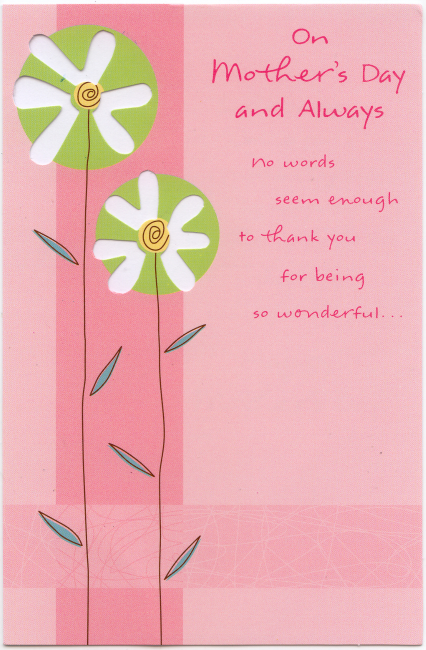 On
Mother's Day
and Always
no words
seem enough
to thank you
for being
so wonderful...